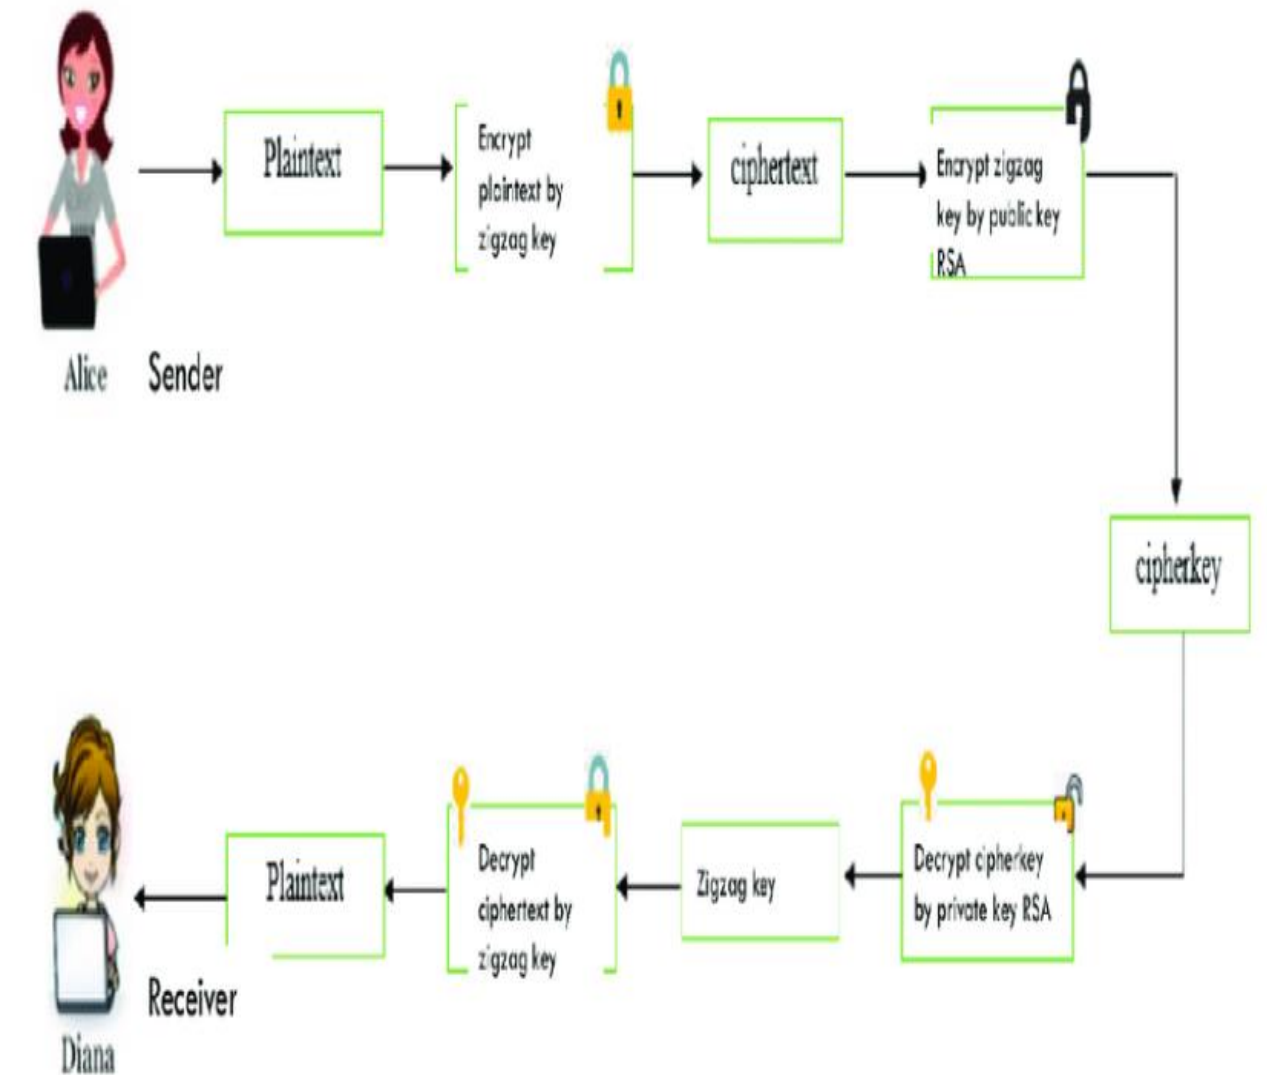 Plaintext
Encrypt
plaintext by
zigzag key
ciphertext
Encrypt zigzag
key by public key
RSA
Alice
Sender
cipherkey
Decrypt cipherkey
by private key RSA
Zigzag key
Decrypt
ciphertext by
zigzag key
Plaintext
Receiver
Diana